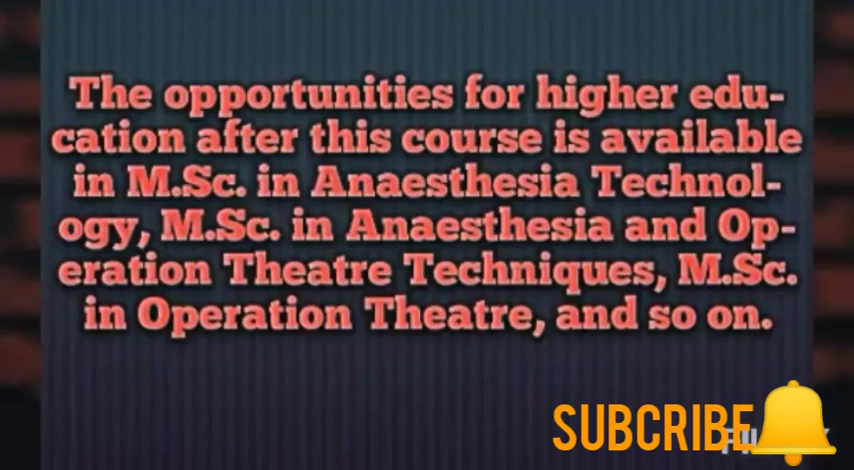 The opportunities for higher edu-
cation after this course is available
in M.Sc. in Anaesthesia Technol-
ogy, M.Sc. in Anaesthesia and Op-
eration Theatre Techniques, M.Sc.
in Operation Theatre, and so on.
SUBCRIBE